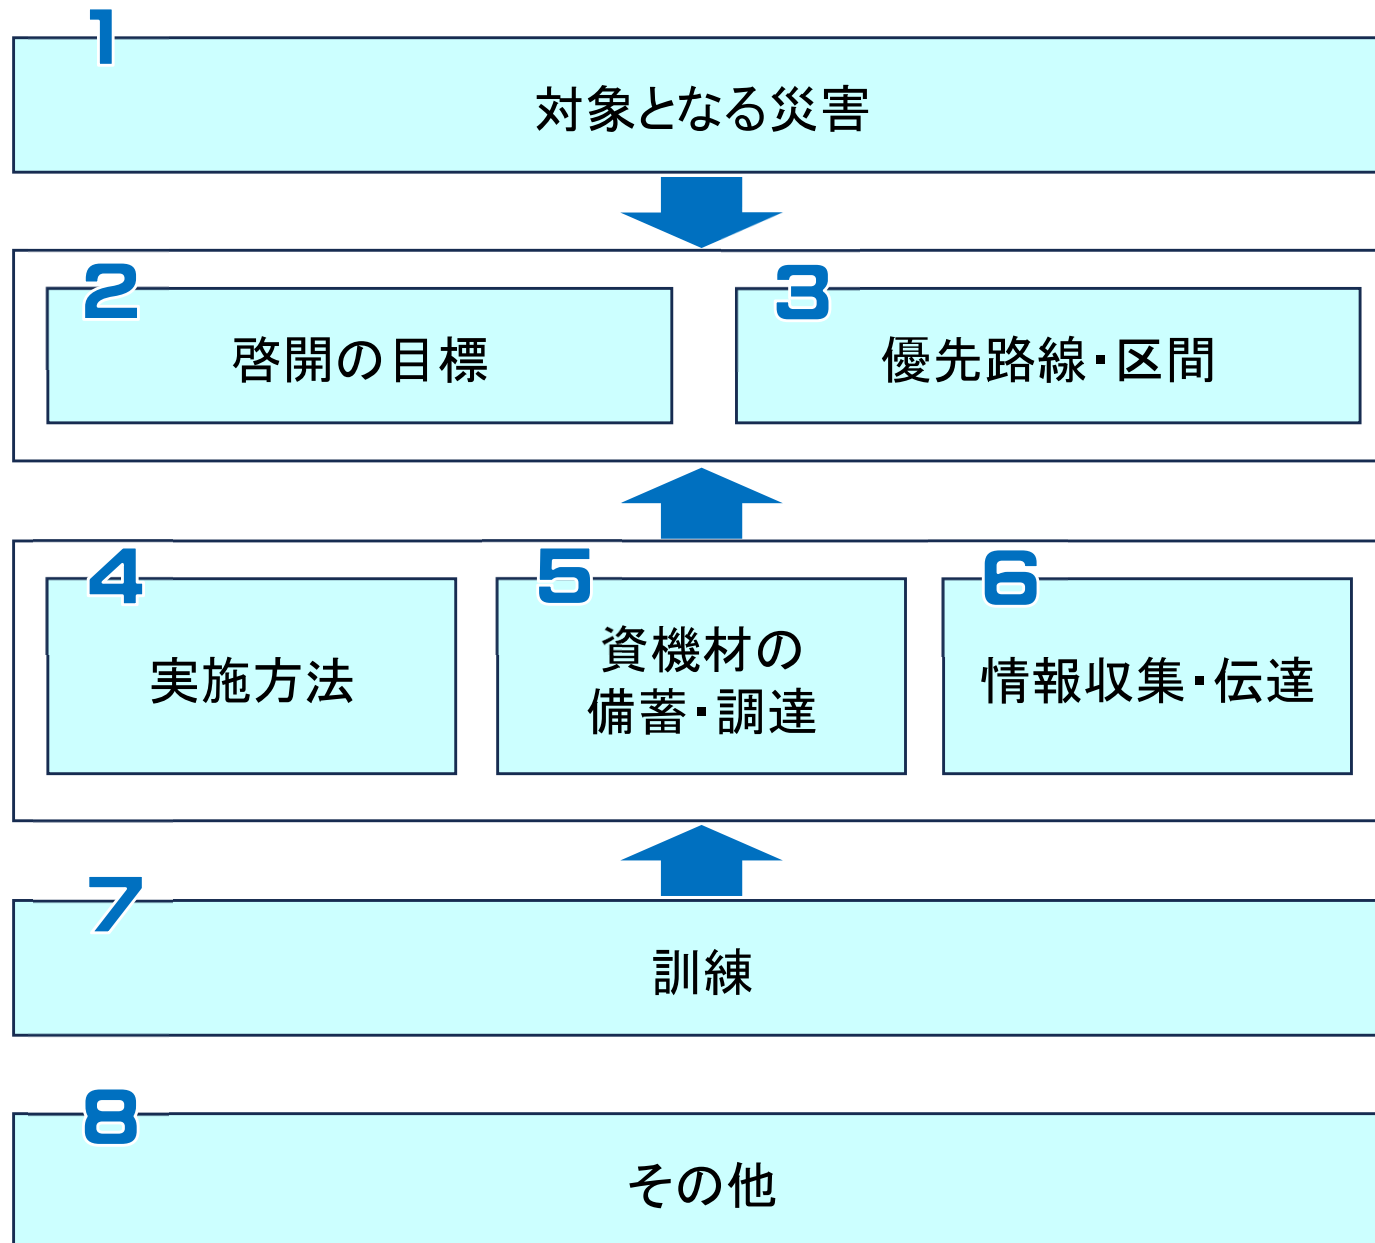 1
対象となる災害
2
啓開の目標
3
優先路線・区間
4
実施方法
5
資機材の
備蓄・調達
6
情報収集・伝達
7
訓練
8
その他